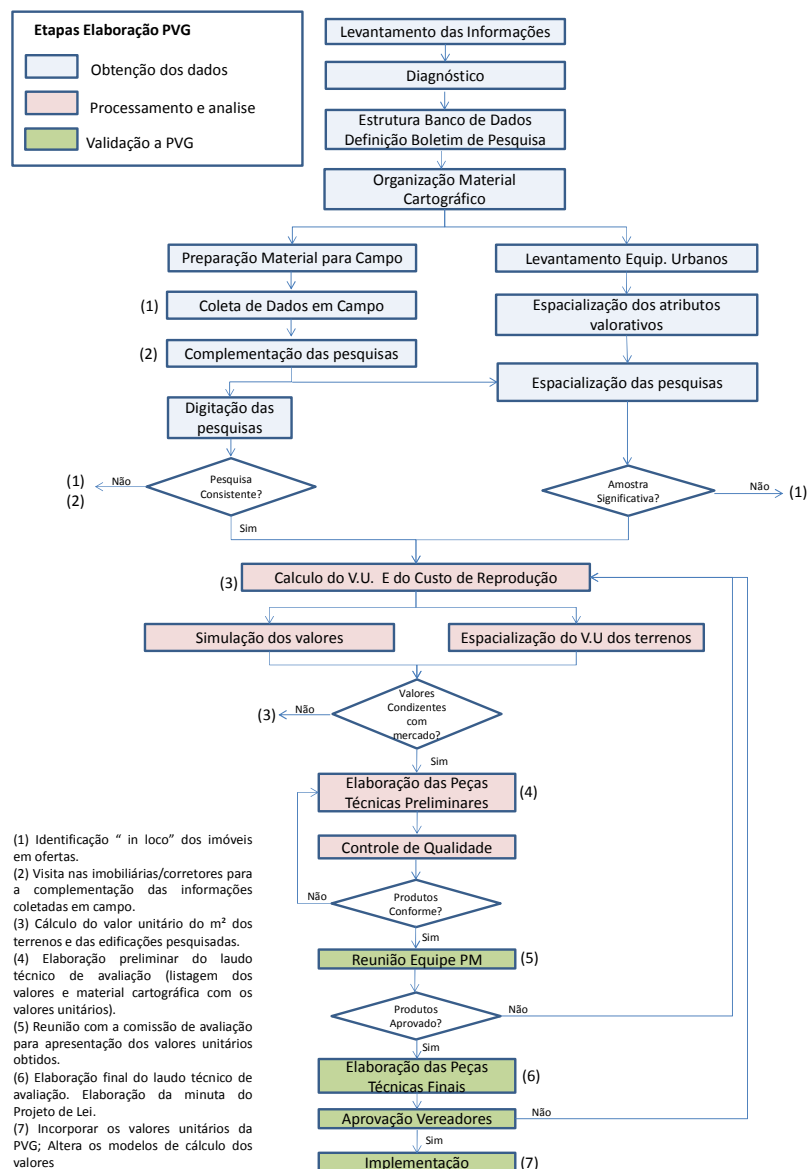 Etapas Elaboração PVG
Obtenção dos dados
Processamento e analise
Validação a PVG
Levantamento das Informações
Diagnóstico
Estrutura Banco de Dados
Definição Boletim de Pesquisa
Organização Material
Cartográfico
Preparação Material para Campo
Levantamento Equip. Urbanos
(1) Coleta de Dados em Campo
Espacialização dos atributos
valorativos
(2) Complementação das pesquisas
Espacialização das pesquisas
Digitação das
pesquisas
(1)
(2)
Não
Pesquisa
Consistente?
Sim
Amostra
Significativa?
Não
(1)
(3) Calculo do V.U. E do Custo de Reprodução
Simulação dos valores
Espacialização do V.U dos terrenos
(3)
Não
Valores
Condizentes
com
mercado?
Sim
Elaboração das Peças
Técnicas Preliminares
(4)
Controle de Qualidade
Não
Produtos
Conforme?
Sim
Reunião Equipe PM (5)
Produtos
Aprovado?
Não
Sim
Elaboração das Peças
Técnicas Finais
(6)
Aprovação Vereadores
Não
Sim
Implementação (7)
(1) Identificação “ in loco” dos imóveis
em ofertas.
(2) Visita nas imobiliárias/corretores para
a complementação das informações
coletadas em campo.
(3) Cálculo do valor unitário do m² dos
terrenos e das edificações pesquisadas.
(4) Elaboração preliminar do laudo
técnico de avaliação (listagem dos
valores e material cartográfica com os
valores unitários).
(5) Reunião com a comissão de avaliação
para apresentação dos valores unitários
obtidos.
(6) Elaboração final do laudo técnico de
avaliação. Elaboração da minuta do
Projeto de Lei.
(7) Incorporar os valores unitários da
PVG; Altera os modelos de cálculo dos
valores